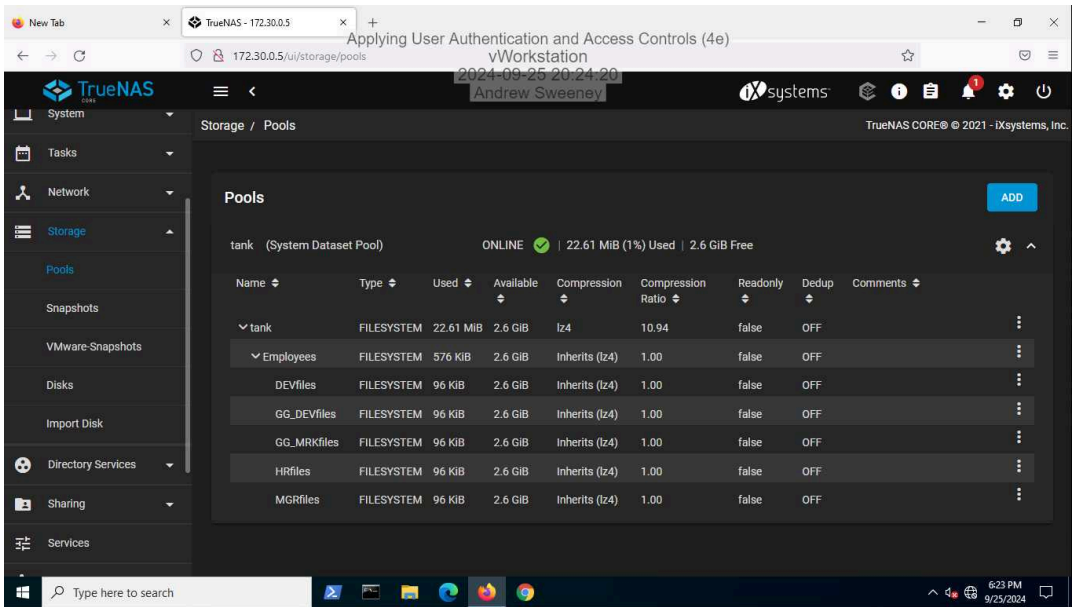 New Tab
TrueNAS - 172.30.0.5
Applying User Authentication and Access Controls (4e)
172.30.0.5/ui/storage/pools
vWorkstation
2024-09-25 20:24:20
Andrew Sweeney
TrueNAS
CORE
iXsystems
1
System
Storage / Pools
TrueNAS CORE® © 2021 - iXsystems, Inc.
Tasks
Network
Storage
Pools
Snapshots
VMware-Snapshots
Disks
Import Disk
Directory Services
Sharing
Services
Pools
ADD
tank (System Dataset Pool) ONLINE | 22.61 MiB (1%) Used | 2.6 GiB Free
Name Type Used Available Compression Compression Ratio Readonly Dedup Comments
tank FILESYSTEM 22.61 MiB 2.6 GiB lz4 10.94 false OFF
Employees FILESYSTEM 576 KiB 2.6 GiB Inherits (lz4) 1.00 false OFF
DEVfiles FILESYSTEM 96 KiB 2.6 GiB Inherits (lz4) 1.00 false OFF
GG_DEVfiles FILESYSTEM 96 KiB 2.6 GiB Inherits (lz4) 1.00 false OFF
GG_MRKfiles FILESYSTEM 96 KiB 2.6 GiB Inherits (lz4) 1.00 false OFF
HRfiles FILESYSTEM 96 KiB 2.6 GiB Inherits (lz4) 1.00 false OFF
MGRfiles FILESYSTEM 96 KiB 2.6 GiB Inherits (lz4) 1.00 false OFF
Type here to search
6:23 PM
9/25/2024